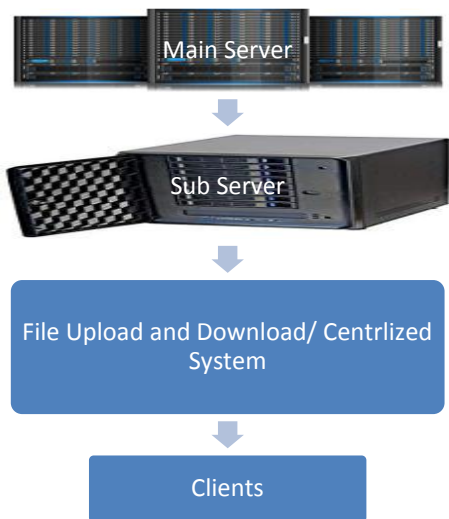 Main Server
Sub Server
File Upload and Download/ Centrlized
System
Clients